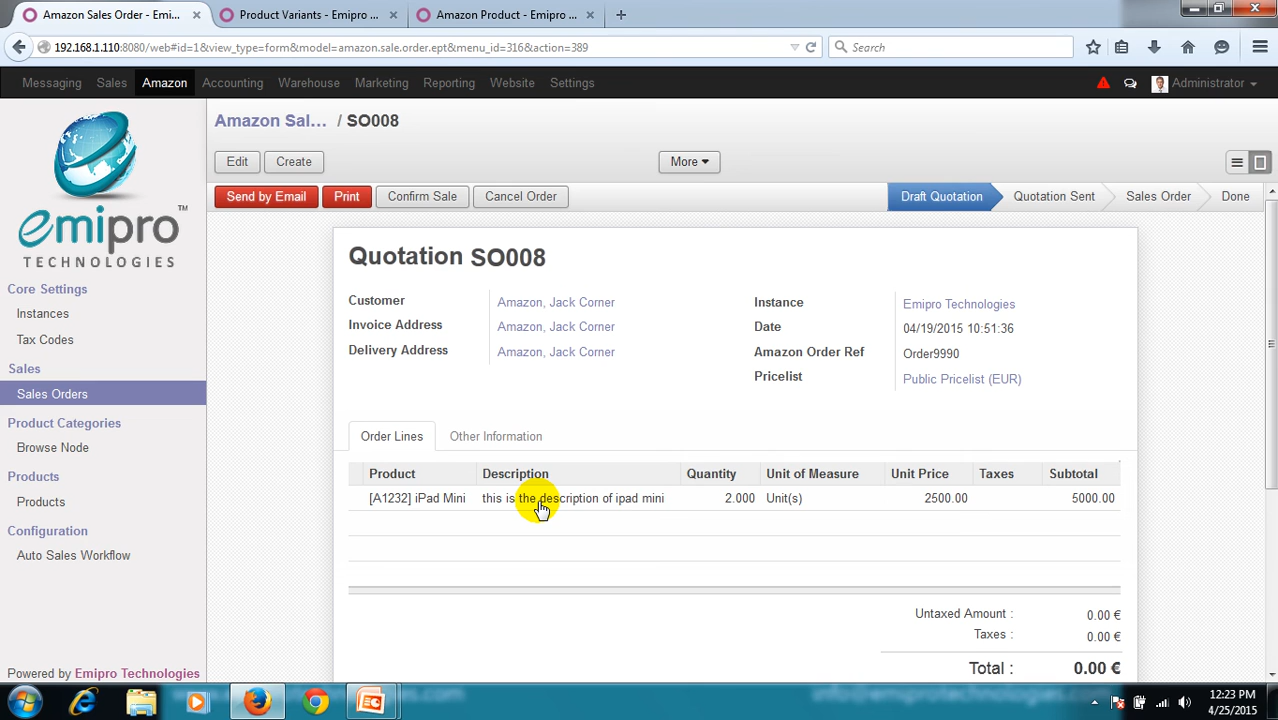 Amazon Sales Order - Emi... × Product Variants - Emipro ... × Amazon Product - Emipro ... × +
192.168.1.110:8080/web#id=1&view_type=form&model=amazon.sale.order.ept&menu_id=316&action=389 Search
Messaging Sales Amazon Accounting Warehouse Marketing Reporting Website Settings Administrator
Amazon Sal... / SO008
Edit Create More
Send by Email Print Confirm Sale Cancel Order Draft Quotation Quotation Sent Sales Order Done
emipro ™
TECHNOLOGIES
Core Settings
Instances
Tax Codes
Sales
Sales Orders
Product Categories
Browse Node
Products
Products
Configuration
Auto Sales Workflow
Powered by Emipro Technologies
Quotation SO008
Customer Amazon, Jack Corner
Invoice Address Amazon, Jack Corner
Delivery Address Amazon, Jack Corner
Instance Emipro Technologies
Date 04/19/2015 10:51:36
Amazon Order Ref Order9990
Pricelist Public Pricelist (EUR)
Order Lines Other Information
Product Description Quantity Unit of Measure Unit Price Taxes Subtotal
[A1232] iPad Mini this is the description of ipad mini 2.000 Unit(s) 2500.00 5000.00
Untaxed Amount : 0.00 €
Taxes : 0.00 €
Total : 0.00 €
12:23 PM
4/25/2015